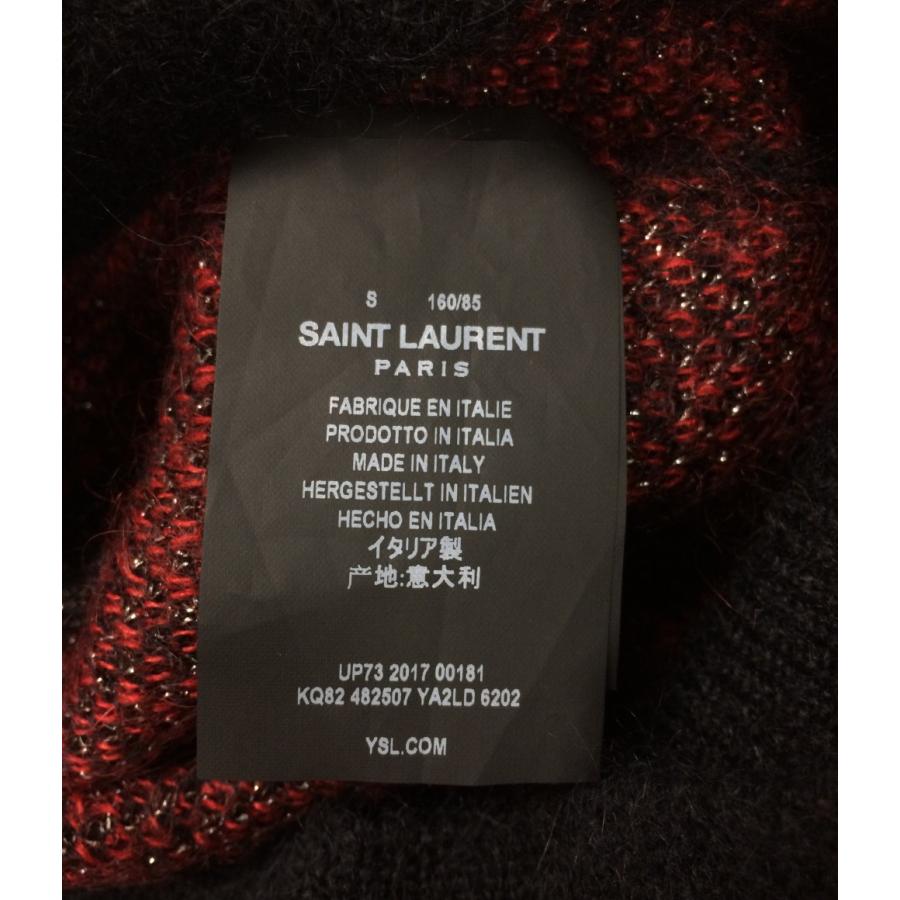 S 160/85
SAINT LAURENT
PARIS
FABRIQUE EN ITALIE
PRODOTTO IN ITALIA
MADE IN ITALY
HERGESTELLT IN ITALIEN
HECHO EN ITALIA
イタリア製
产地:意大利
UP73 2017 00181
KQ82 482507 YA2LD 6202
YSL.COM